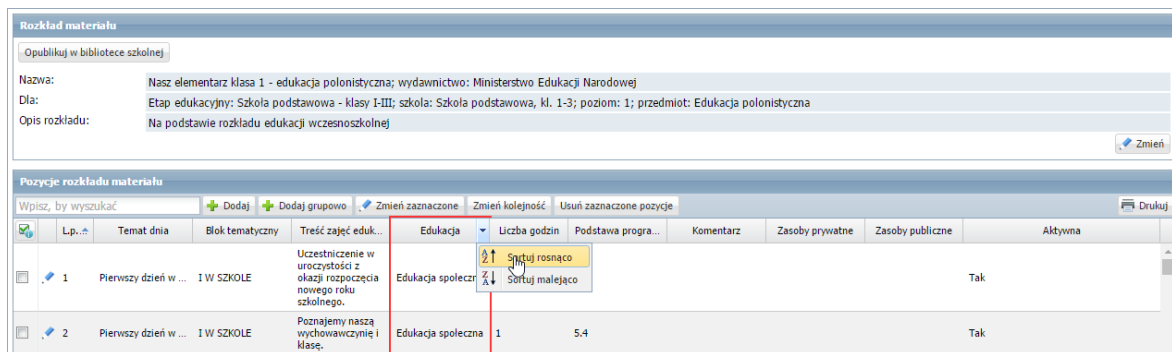 Rozkład materiału
Opublikuj w bibliotece szkolnej
Nazwa: Nasz elementarz klasa 1 - edukacja polonistyczna; wydawnictwo: Ministerstwo Edukacji Narodowej
Dla: Etap edukacyjny: Szkoła podstawowa - klasy I-III; szkoła: Szkoła podstawowa, kl. 1-3; poziom: 1; przedmiot: Edukacja polonistyczna
Opis rozkładu: Na podstawie rozkładu edukacji wczesnoszkolnej
Zmień
Pozycje rozkładu materiału
Wpisz, by wyszukać Dodaj Dodaj grupowo Zmień zaznaczone Zmień kolejność Usuń zaznaczone pozycje Drukuj
L.p... Temat dnia Blok tematyczny Treść zajęć eduk... Edukacja Liczba godzin Podstawa progra... Komentarz Zasoby prywatne Zasoby publiczne Aktywna
Sortuj rosnąco
Sortuj malejąco
1 Pierwszy dzień w ... I W SZKOLE
Uczestniczenie w
uroczystości z
okazji rozpoczęcia
nowego roku
szkolnego.
Edukacja społeczn Tak
2 Pierwszy dzień w ... I W SZKOLE
Poznajemy naszą
wychowawczynię i
klasę.
Edukacja społeczna 1 5.4 Tak